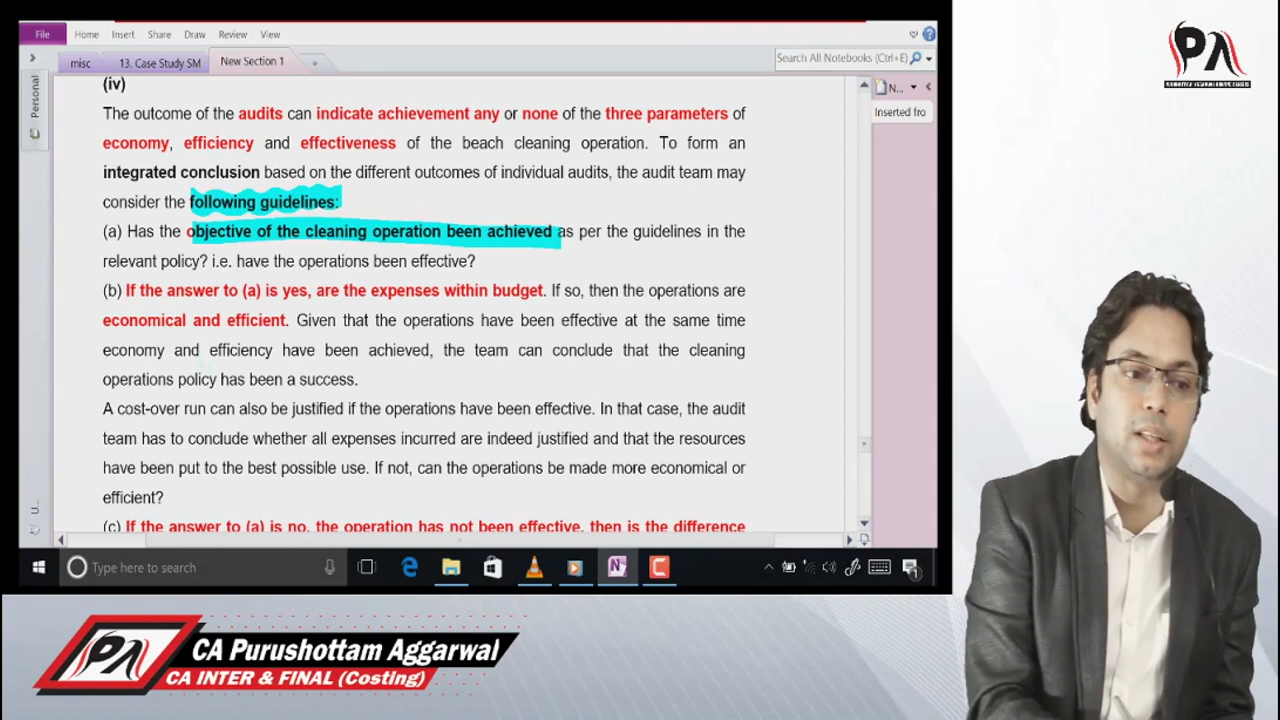 File Home Insert Share Draw Review View
misc 13. Case Study SM New Section 1 Search All Notebooks (Ctrl+E)
Personal
N...
Inserted fro
(iv)
The outcome of the audits can indicate achievement any or none of the three parameters of
economy, efficiency and effectiveness of the beach cleaning operation. To form an
integrated conclusion based on the different outcomes of individual audits, the audit team may
consider the following guidelines:
(a) Has the objective of the cleaning operation been achieved as per the guidelines in the
relevant policy? i.e. have the operations been effective?
(b) If the answer to (a) is yes, are the expenses within budget. If so, then the operations are
economical and efficient. Given that the operations have been effective at the same time
economy and efficiency have been achieved, the team can conclude that the cleaning
operations policy has been a success.
A cost-over run can also be justified if the operations have been effective. In that case, the audit
team has to conclude whether all expenses incurred are indeed justified and that the resources
have been put to the best possible use. If not, can the operations be made more economical or
efficient?
(c) If the answer to (a) is no, the operation has not been effective, then is the difference
U...
Type here to search
1
PA
PA
CA Purushottam Aggarwal
CA INTER & FINAL (Costing)